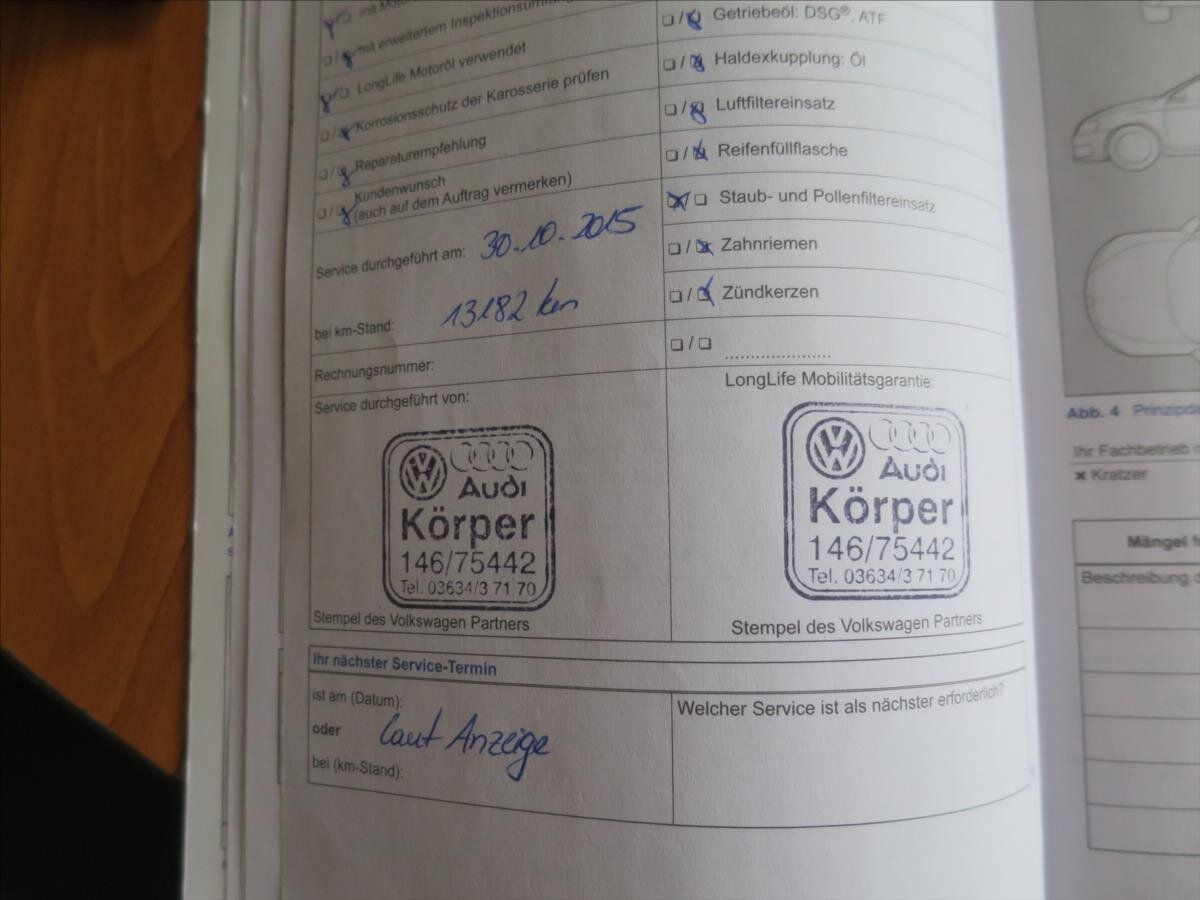 mit Moto
mit erweitertem Inspektionsumfang
LongLife Motoröl verwendet
Korrosionsschutz der Karosserie prüfen
Reparaturempfehlung
Kundenwunsch
(auch auf dem Auftrag vermerken)
Service durchgeführt am: 30.10.2015
bei km-Stand: 13182 km
Rechnungsnummer:
Service durchgeführt von:
VW
Audi
Körper
146/75442
Tel. 03634/3 71 70
Stempel des Volkswagen Partners
Getriebeöl: DSG®, ATF
Haldexkupplung: Öl
Luftfiltereinsatz
Reifenfüllflasche
Staub- und Pollenfiltereinsatz
Zahnriemen
Zündkerzen
LongLife Mobilitätsgarantie:
VW
Audi
Körper
146/75442
Tel. 03634/3 71 70
Stempel des Volkswagen Partners
Ihr nächster Service-Termin
ist am (Datum):
oder laut Anzeige
bei (km-Stand):
Welcher Service ist als nächster erforderlich?
Abb. 4 Prinzipd
Ihr Fachbetrieb
x Kratzer
Mängel f
Beschreibung d